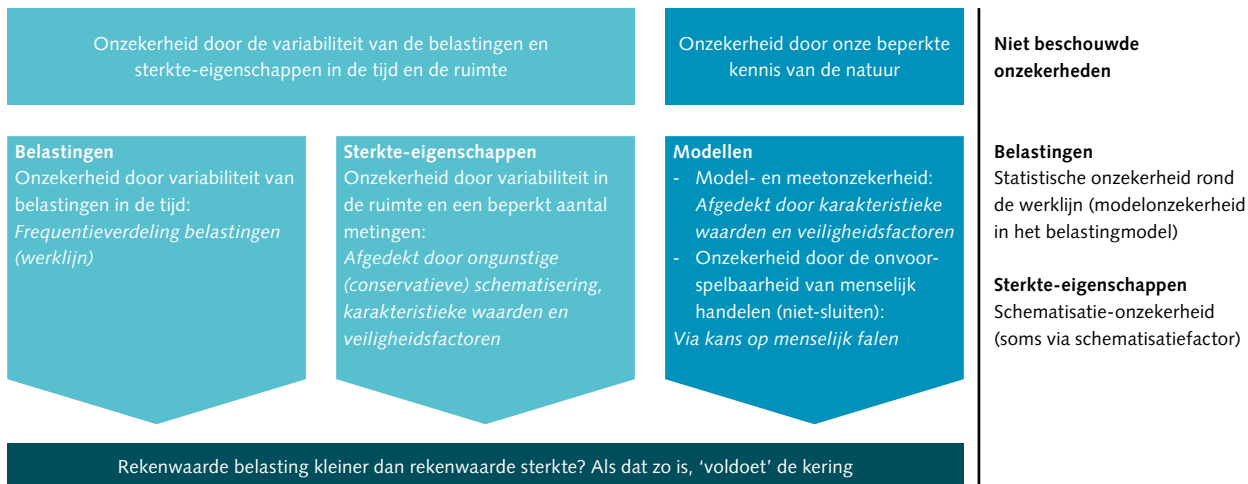 Onzekerheid door de variabiliteit van de belastingen en
sterkte-eigenschappen in de tijd en de ruimte
Onzekerheid door onze beperkte
kennis van de natuur
Niet beschouwde
onzekerheden
Belastingen
Onzekerheid door variabiliteit van
belastingen in de tijd:
Frequentieverdeling belastingen
(werklijn)
Sterkte-eigenschappen
Onzekerheid door variabiliteit in
de ruimte en een beperkt aantal
metingen:
Afgedekt door ongunstige
(conservatieve) schematisering,
karakteristieke waarden en
veiligheidsfactoren
Modellen
- Model- en meetonzekerheid:
Afgedekt door karakteristieke
waarden en veiligheidsfactoren
- Onzekerheid door de onvoor-
spelbaarheid van menselijk
handelen (niet-sluiten):
Via kans op menselijk falen
Belastingen
Statistische onzekerheid rond
de werklijn (modelonzekerheid
in het belastingmodel)
Sterkte-eigenschappen
Schematisatie-onzekerheid
(soms via schematisatiefactor)
Rekenwaarde belasting kleiner dan rekenwaarde sterkte? Als dat zo is, ‘voldoet’ de kering